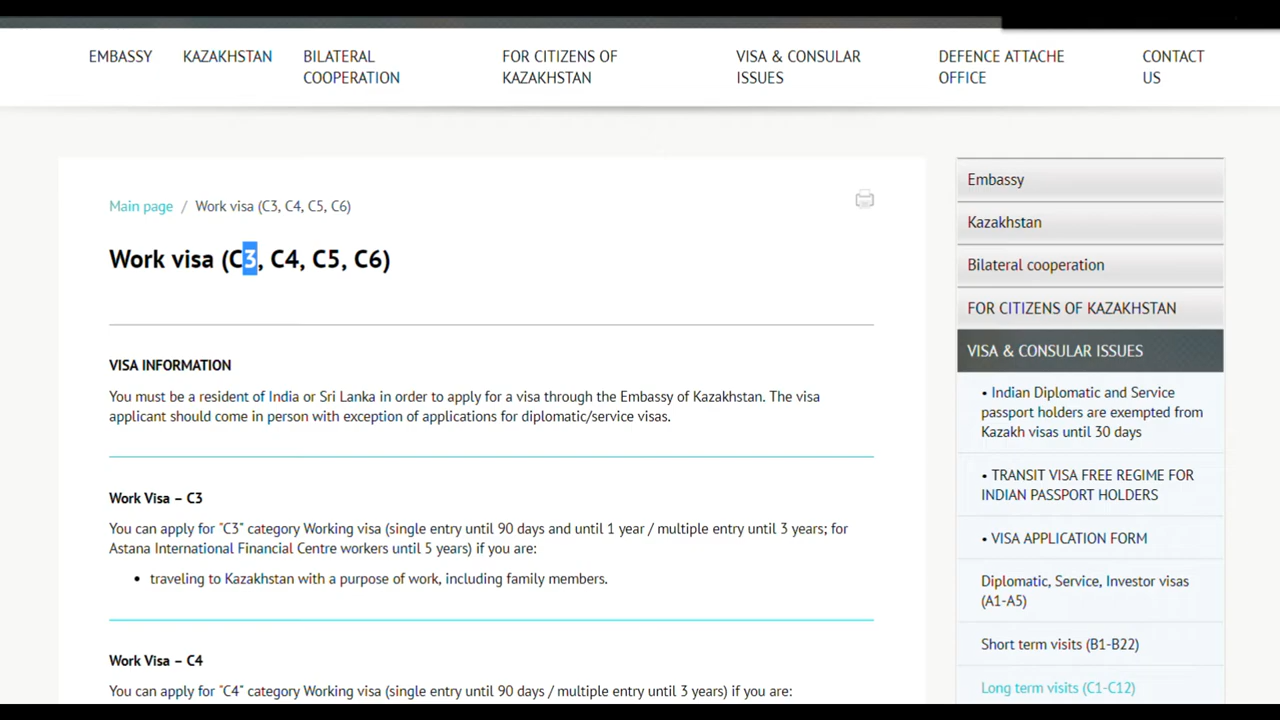 EMBASSY
KAZAKHSTAN
BILATERAL
COOPERATION
FOR CITIZENS OF
KAZAKHSTAN
VISA & CONSULAR
ISSUES
DEFENCE ATTACHE
OFFICE
CONTACT
US
Main page / Work visa (C3, C4, C5, C6)
Work visa (C3, C4, C5, C6)
VISA INFORMATION
You must be a resident of India or Sri Lanka in order to apply for a visa through the Embassy of Kazakhstan. The visa
applicant should come in person with exception of applications for diplomatic/service visas.
Work Visa – C3
You can apply for "C3" category Working visa (single entry until 90 days and until 1 year / multiple entry until 3 years; for
Astana International Financial Centre workers until 5 years) if you are:
• traveling to Kazakhstan with a purpose of work, including family members.
Work Visa – C4
You can apply for "C4" category Working visa (single entry until 90 days / multiple entry until 3 years) if you are:
Embassy
Kazakhstan
Bilateral cooperation
FOR CITIZENS OF KAZAKHSTAN
VISA & CONSULAR ISSUES
• Indian Diplomatic and Service
passport holders are exempted from
Kazakh visas until 30 days
• TRANSIT VISA FREE REGIME FOR
INDIAN PASSPORT HOLDERS
• VISA APPLICATION FORM
Diplomatic, Service, Investor visas
(A1-A5)
Short term visits (B1-B22)
Long term visits (C1-C12)